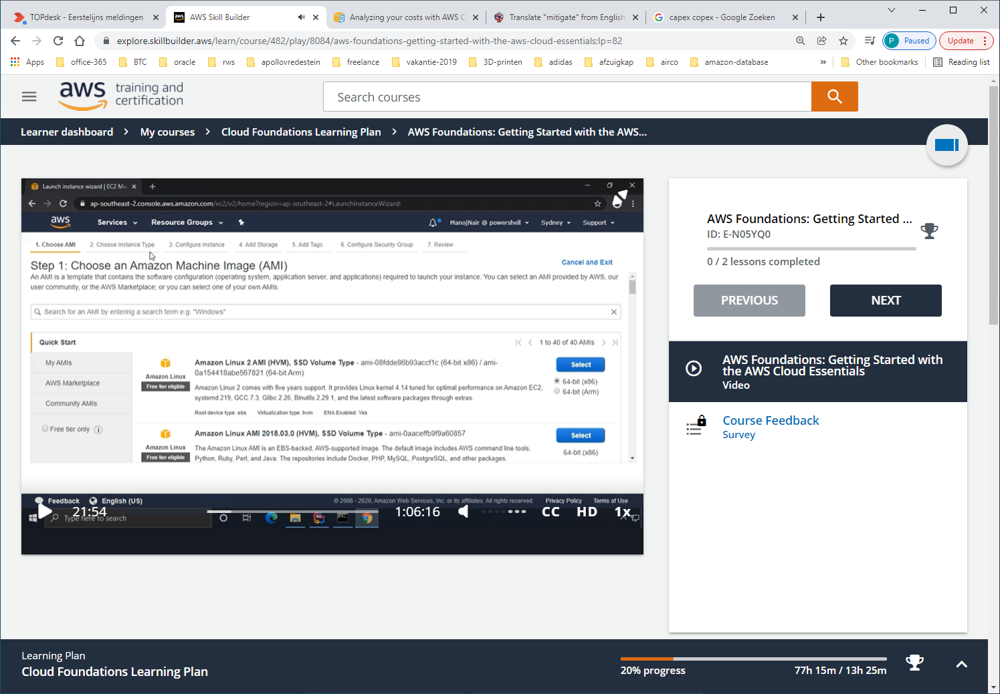 TOPdesk - Eerstelijns meldingen
AWS Skill Builder
Analyzing your costs with AWS C
Translate "mitigate" from English
capex copex - Google Zoeken
explore.skillbuilder.aws/learn/course/482/play/8084/aws-foundations-getting-started-with-the-aws-cloud-essentials;lp=82
P Paused
Update
Apps
office-365
BTC
oracle
rws
apollovredestein
freelance
vakantie-2019
3D-printen
adidas
afzuigkap
airco
amazon-database
»
Other bookmarks
Reading list
aws training and
certification
Search courses
Learner dashboard > My courses > Cloud Foundations Learning Plan > AWS Foundations: Getting Started with the AWS...
Launch instance wizard | EC2 Ma
ap-southeast-2.console.aws.amazon.com/ec2/v2/home?region=ap-southeast-2#LaunchInstanceWizard:
aws
Services
Resource Groups
ManojNair @ powershell
Sydney
Support
1. Choose AMI
2. Choose Instance Type
3. Configure Instance
4. Add Storage
5. Add Tags
6. Configure Security Group
7. Review
Step 1: Choose an Amazon Machine Image (AMI)
Cancel and Exit
An AMI is a template that contains the software configuration (operating system, application server, and applications) required to launch your instance. You can select an AMI provided by AWS, our
user community, or the AWS Marketplace; or you can select one of your own AMIs.
Search for an AMI by entering a search term e.g. "Windows"
Quick Start
1 to 40 of 40 AMIs
My AMIs
AWS Marketplace
Community AMIs
Free tier only
Amazon Linux
Free tier eligible
Amazon Linux 2 AMI (HVM), SSD Volume Type - ami-08fdde86b93accf1c (64-bit x86) / ami-
0a154418abe567821 (64-bit Arm)
Amazon Linux 2 comes with five years support. It provides Linux kernel 4.14 tuned for optimal performance on Amazon EC2,
systemd 219, GCC 7.3, Glibc 2.26, Binutils 2.29.1, and the latest software packages through extras.
Root device type: ebs Virtualization type: hvm ENA Enabled: Yes
Select
64-bit (x86)
64-bit (Arm)
Amazon Linux
Free tier eligible
Amazon Linux AMI 2018.03.0 (HVM), SSD Volume Type - ami-0aaceffb9f9a60857
The Amazon Linux AMI is an EBS-backed, AWS-supported image. The default image includes AWS command line tools,
Python, Ruby, Perl, and Java. The repositories include Docker, PHP, MySQL, PostgreSQL, and other packages.
Select
64-bit (x86)
Feedback
English (US)
© 2008 - 2020, Amazon Web Services, Inc. or its affiliates. All rights reserved.
Privacy Policy
Terms of Use
21:54
Type here to search
1:06:16
CC
HD
1x
AWS Foundations: Getting Started ...
ID: E-N05YQ0
0 / 2 lessons completed
PREVIOUS
NEXT
AWS Foundations: Getting Started with
the AWS Cloud Essentials
Video
Course Feedback
Survey
Learning Plan
Cloud Foundations Learning Plan
20% progress
77h 15m / 13h 25m